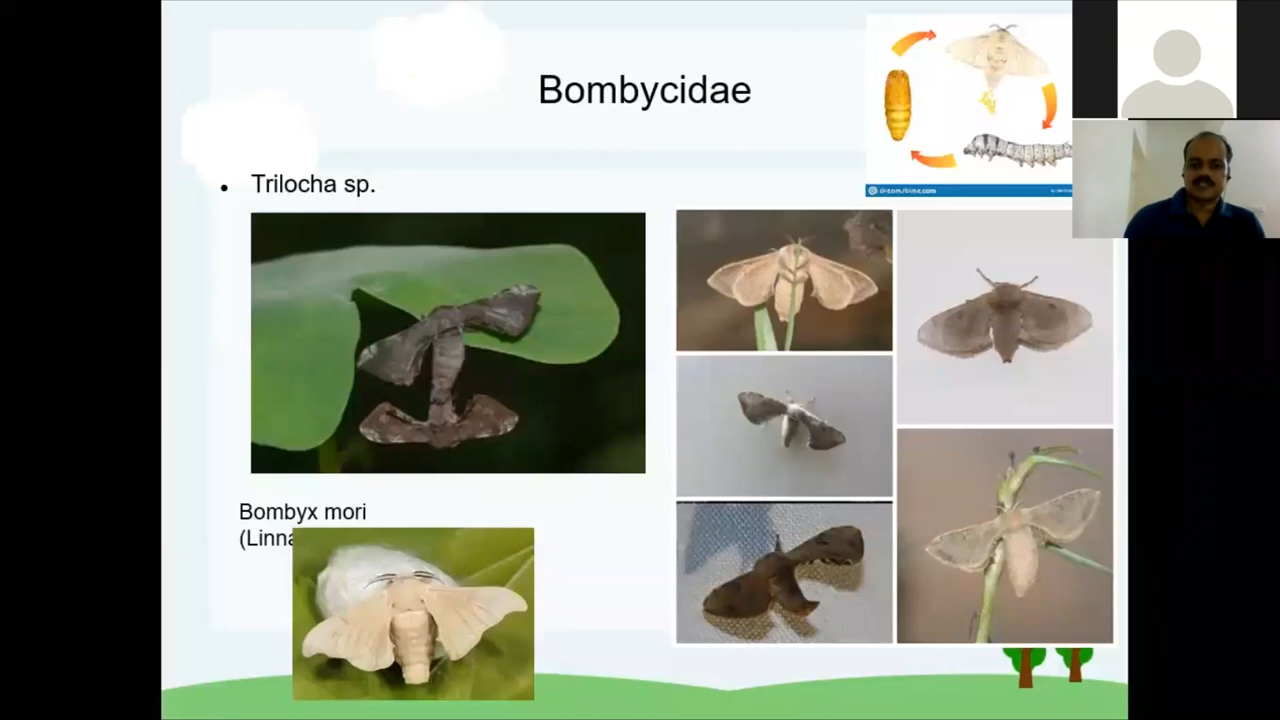 Bombycidae
dreamstime.com
• Trilocha sp.
Bombyx mori
(Linna